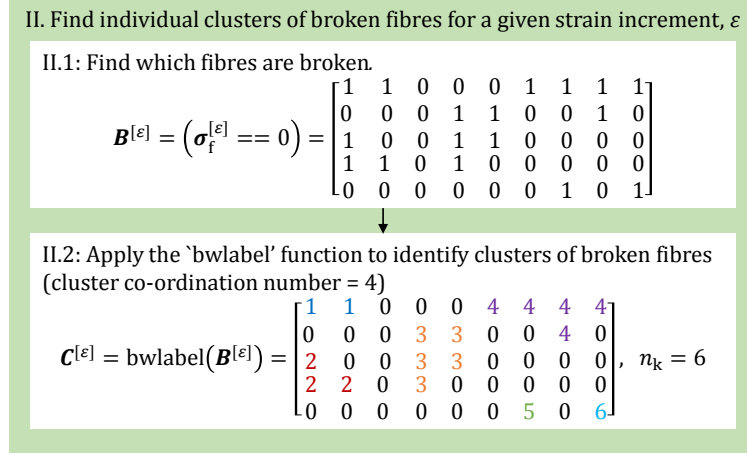 II. Find individual clusters of broken fibres for a given strain increment, ε
II.1: Find which fibres are broken.
1 1 0 0 0 1 1 1 1
0 0 0 1 1 0 0 1 0
B[ε] = (σf[ε] == 0) = 1 0 0 1 1 0 0 0 0
1 1 0 1 0 0 0 0 0
0 0 0 0 0 0 1 0 1
II.2: Apply the `bwlabel' function to identify clusters of broken fibres
(cluster co-ordination number = 4)
1 1 0 0 0 4 4 4 4
0 0 0 3 3 0 0 4 0
C[ε] = bwlabel(B[ε]) = 2 0 0 3 3 0 0 0 0 , nk = 6
2 2 0 3 0 0 0 0 0
0 0 0 0 0 0 5 0 6